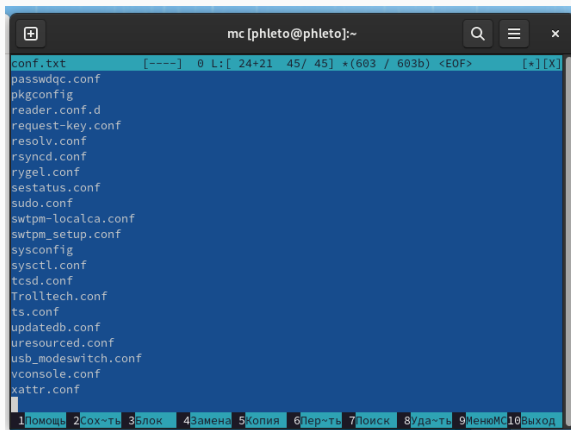 mc [phleto@phleto]:~
conf.txt [----] 0 L:[ 24+21 45/ 45] *(603 / 603b) <EOF> [*][X]
passwdqc.conf
pkgconfig
reader.conf.d
request-key.conf
resolv.conf
rsyncd.conf
rygel.conf
sestatus.conf
sudo.conf
swtpm-localca.conf
swtpm_setup.conf
sysconfig
sysctl.conf
tcsd.conf
Trolltech.conf
ts.conf
updatedb.conf
uresourced.conf
usb_modeswitch.conf
vconsole.conf
xattr.conf
1Помощь 2Сох~ть 3Блок 4Замена 5Копия 6Пер~ть 7Поиск 8Уда~ть 9МенюMC 10Выход